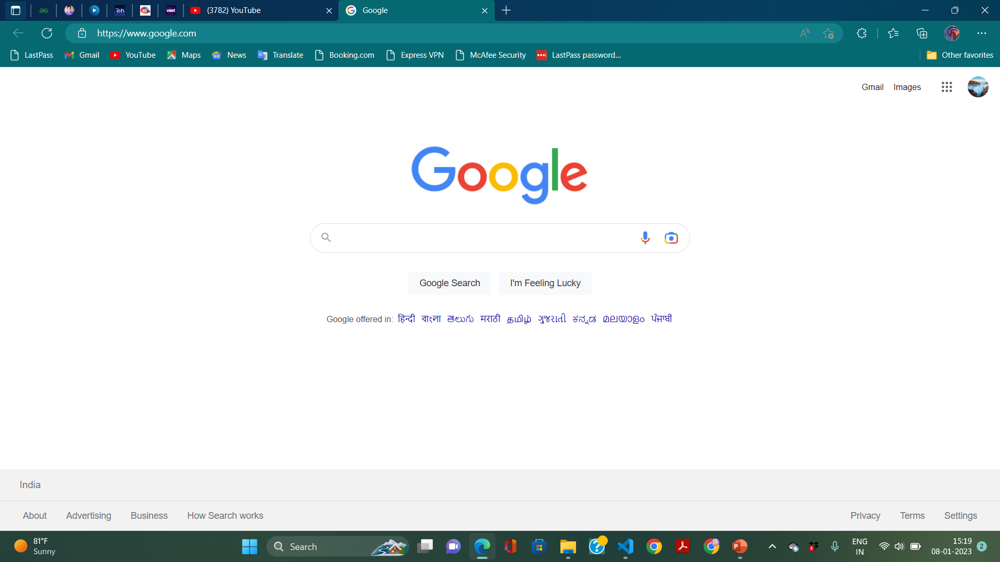 (3782) YouTube
Google
https://www.google.com
LastPass Gmail YouTube Maps News Translate Booking.com Express VPN McAfee Security LastPass password... Other favorites
Gmail Images
Google
Google Search I'm Feeling Lucky
Google offered in: हिन्दी বাংলা తెలుగు मराठी தமிழ் ગુજરાતી ಕನ್ನಡ മലയാളം ਪੰਜਾਬੀ
India
About Advertising Business How Search works Privacy Terms Settings
81°F
Sunny
Search
ENG
IN
15:19
08-01-2023
2